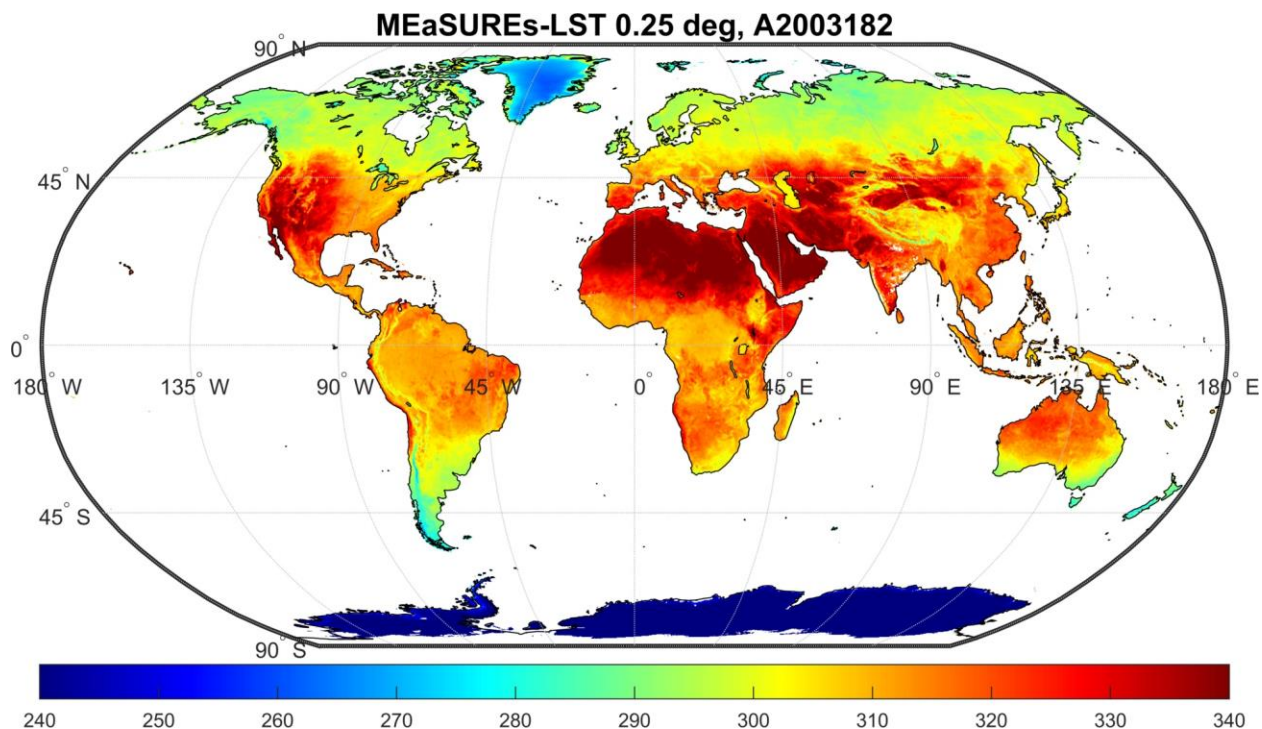 MEaSUREs-LST 0.25 deg, A2003182
90° N
45° N
0°
180° W 135° W 90° W 45° W 0° 45° E 90° E 135° E 180° E
45° S
90° S
240 250 260 270 280 290 300 310 320 330 340